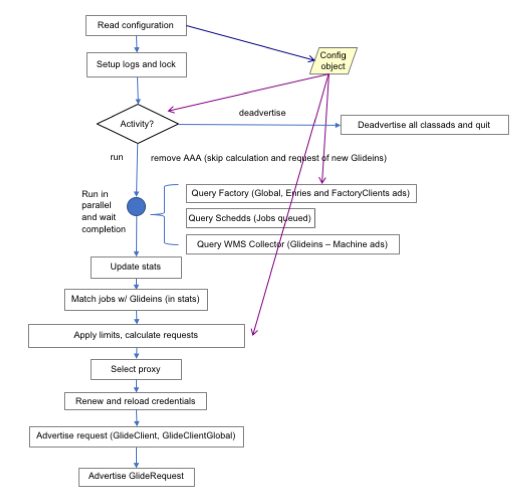 Read configuration
Config
object
Setup logs and lock
deadvertise
Activity?
Deadvertise all classads and quit
run
remove AAA (skip calculation and request of new Glideins)
Run in
parallel
and wait
completion
Query Factory (Global, Enries and FactoryClients ads)
Query Schedds (Jobs queued)
Query WMS Collector (Glideins – Machine ads)
Update stats
Match jobs w/ Glideins (in stats)
Apply limits, calculate requests
Select proxy
Renew and reload credentials
Advertise request (GlideClient, GlideClientGlobal)
Advertise GlideRequest